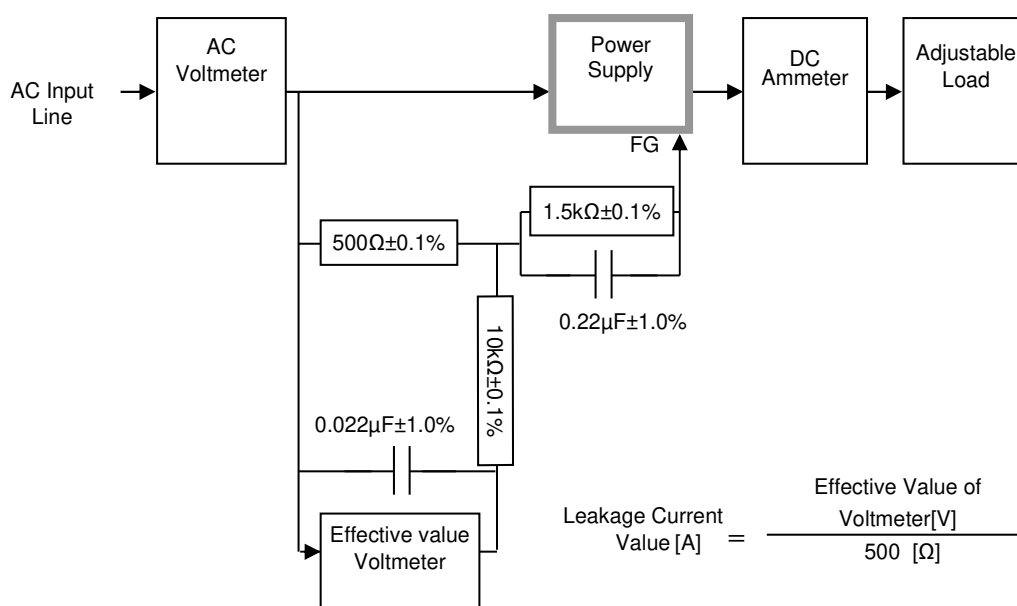 AC
Voltmeter
Power
Supply
DC
Ammeter
Adjustable
Load
AC Input
Line
FG
1.5kΩ±0.1%
500Ω±0.1%
0.22µF±1.0%
10kΩ±0.1%
0.022µF±1.0%
Effective value
Voltmeter
Leakage Current
Value [A]
=
Effective Value of
Voltmeter[V]
500 [Ω]